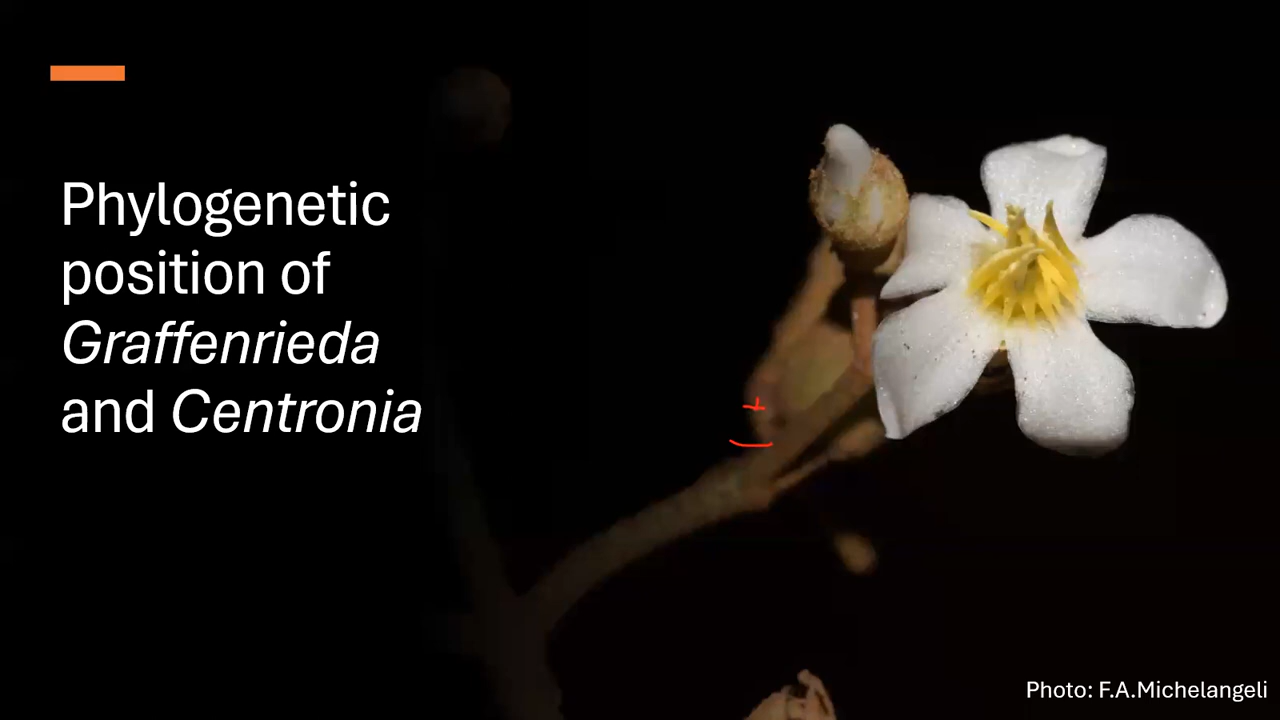 Phylogenetic
position of
Graffenrieda
and Centronia
Photo: F.A.Michelangeli